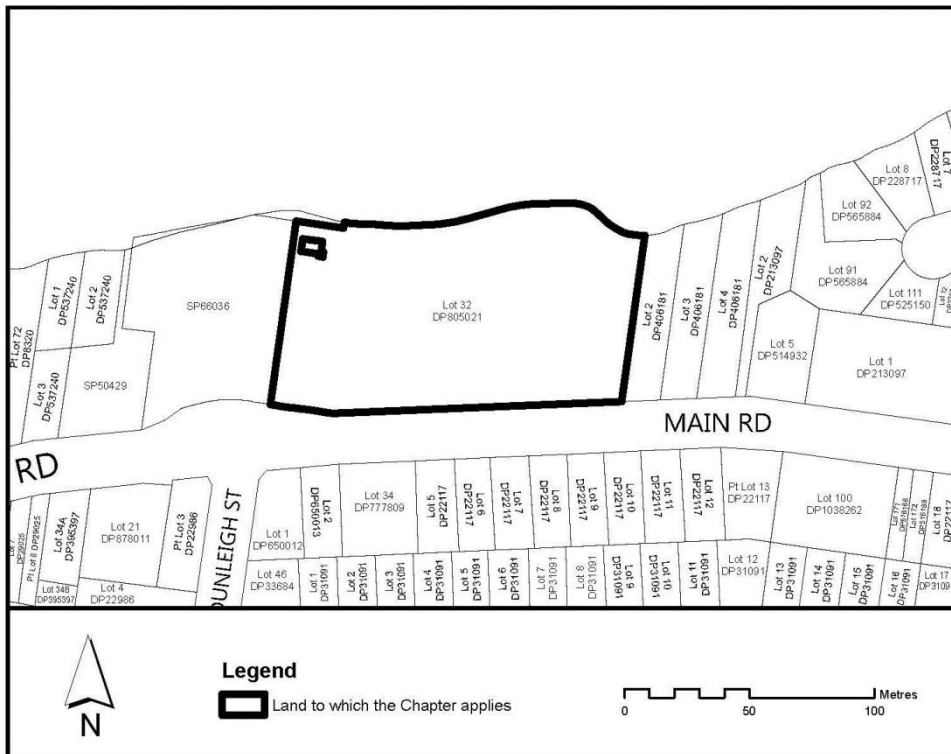 Lot 7
DP228717
Lot 8
DP228717
Lot 92
DP565884
Lot 91
DP565884
Lot 111
DP525150
Lot 2
DP213097
Lot 4
DP406181
Lot 3
DP406181
Lot 2
DP406181
Lot 5
DP514932
Lot 1
DP213097
Lot 32
DP805021
SP66036
SP50429
Lot 1
DP537240
Lot 2
DP537240
Lot 3
DP537240
Pt Lot 72
DP8320
MAIN RD
RD
DUNLEIGH ST
Pt Lot 8 DP29025
Lot 34A
DP395397
Lot 21
DP878011
Pt Lot 3
DP22986
Lot 34B
DP395397
Lot 4
DP22986
Lot 1
DP650012
Lot 2
DP650013
Lot 34
DP777809
Lot 5
DP22117
Lot 6
DP22117
Lot 7
DP22117
Lot 8
DP22117
Lot 9
DP22117
Lot 10
DP22117
Lot 11
DP22117
Lot 12
DP22117
Pt Lot 13
DP22117
Lot 100
DP1038262
Lot 18
Lot 46
DP33684
Lot 1
DP31091
Lot 2
DP31091
Lot 3
DP31091
Lot 4
DP31091
Lot 5
DP31091
Lot 6
DP31091
Lot 7
DP31091
Lot 8
DP31091
Lot 9
DP31091
Lot 10
DP31091
Lot 11
DP31091
Lot 12
DP31091
Lot 13
DP31091
Lot 14
DP31091
Lot 15
DP31091
Lot 16
DP31091
Lot 17
DP3109
N
Legend
Land to which the Chapter applies
Metres
0 50 100